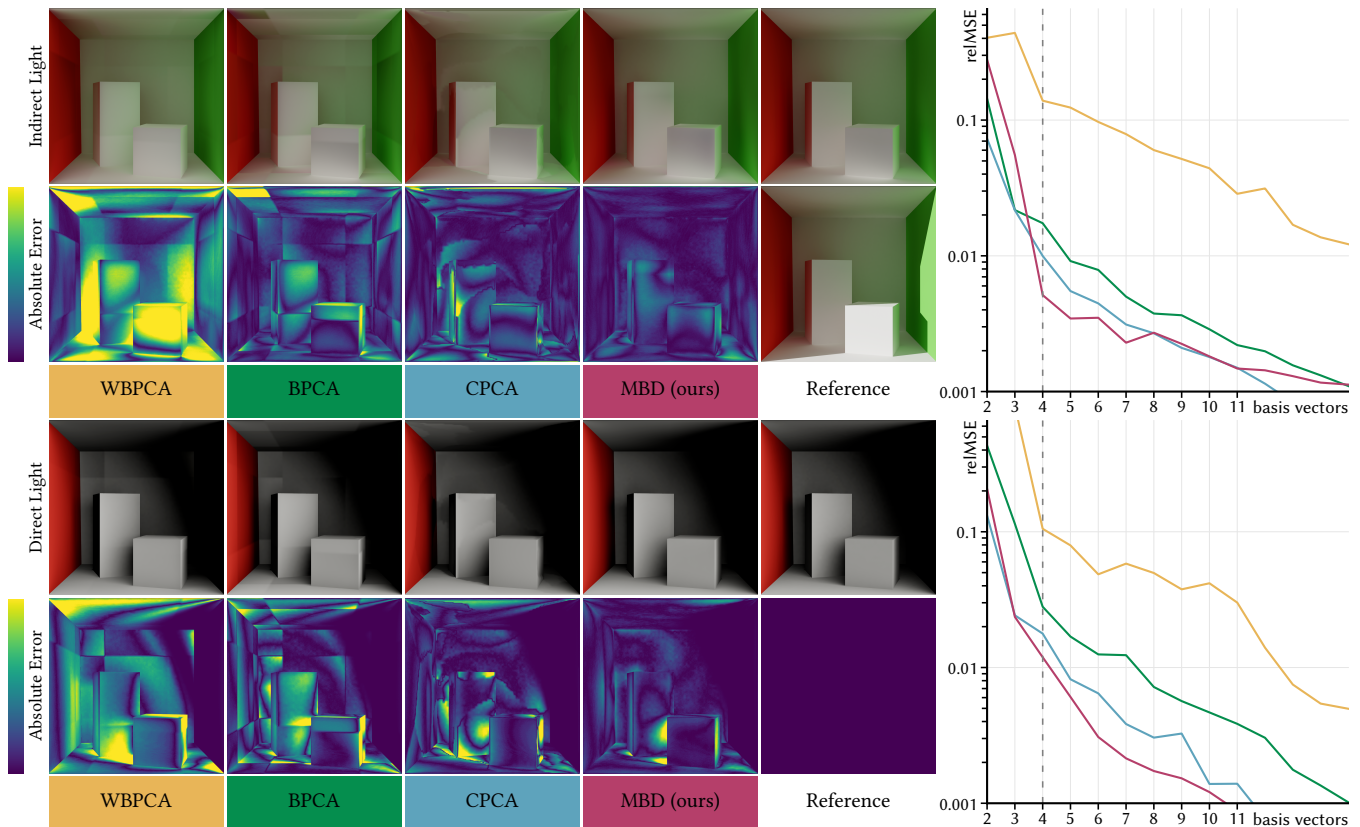 Indirect Light
Absolute Error
WBPCA
BPCA
CPCA
MBD (ours)
Reference
relMSE
0.1
0.01
0.001
2 3 4 5 6 7 8 9 10 11 basis vectors
Direct Light
Absolute Error
WBPCA
BPCA
CPCA
MBD (ours)
Reference
relMSE
0.1
0.01
0.001
2 3 4 5 6 7 8 9 10 11 basis vectors